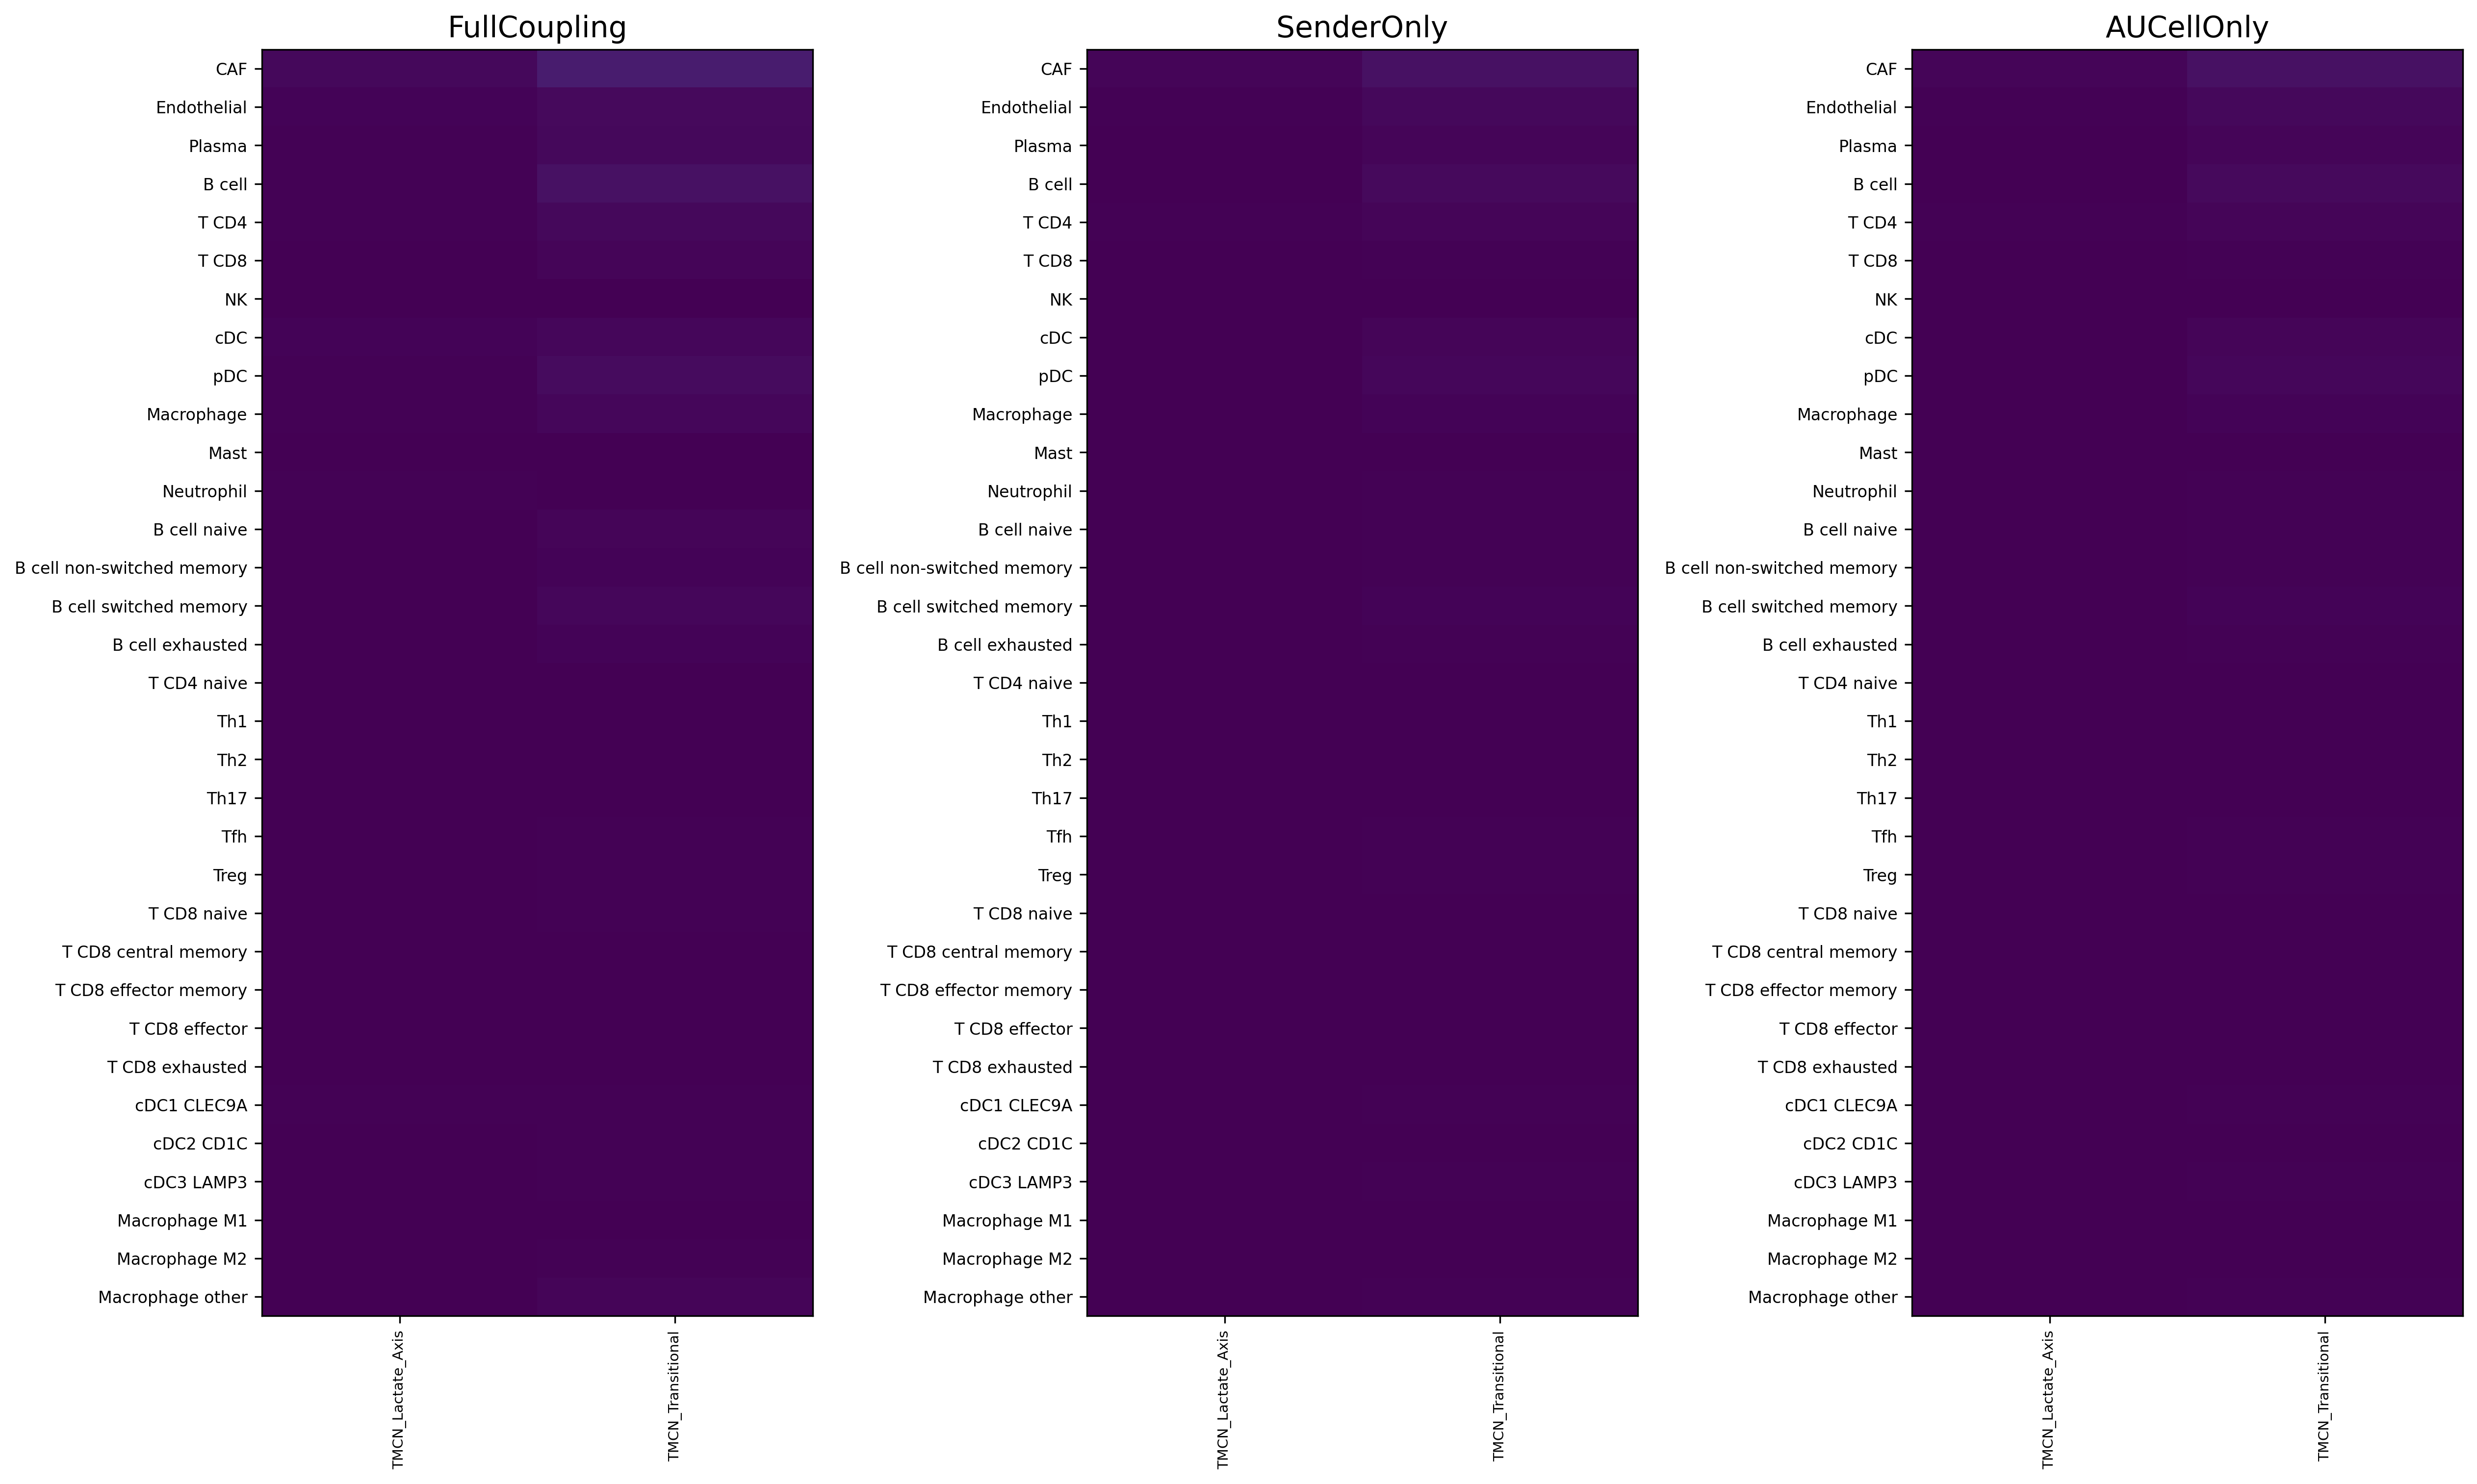 FullCoupling
CAF
Endothelial
Plasma
B cell
T CD4
T CD8
NK
cDC
pDC
Macrophage
Mast
Neutrophil
B cell naive
B cell non-switched memory
B cell switched memory
B cell exhausted
T CD4 naive
Th1
Th2
Th17
Tfh
Treg
T CD8 naive
T CD8 central memory
T CD8 effector memory
T CD8 effector
T CD8 exhausted
cDC1 CLEC9A
cDC2 CD1C
cDC3 LAMP3
Macrophage M1
Macrophage M2
Macrophage other
TMCN_Lactate_Axis
TMCN_Transitional
SenderOnly
CAF
Endothelial
Plasma
B cell
T CD4
T CD8
NK
cDC
pDC
Macrophage
Mast
Neutrophil
B cell naive
B cell non-switched memory
B cell switched memory
B cell exhausted
T CD4 naive
Th1
Th2
Th17
Tfh
Treg
T CD8 naive
T CD8 central memory
T CD8 effector memory
T CD8 effector
T CD8 exhausted
cDC1 CLEC9A
cDC2 CD1C
cDC3 LAMP3
Macrophage M1
Macrophage M2
Macrophage other
TMCN_Lactate_Axis
TMCN_Transitional
AUCellOnly
CAF
Endothelial
Plasma
B cell
T CD4
T CD8
NK
cDC
pDC
Macrophage
Mast
Neutrophil
B cell naive
B cell non-switched memory
B cell switched memory
B cell exhausted
T CD4 naive
Th1
Th2
Th17
Tfh
Treg
T CD8 naive
T CD8 central memory
T CD8 effector memory
T CD8 effector
T CD8 exhausted
cDC1 CLEC9A
cDC2 CD1C
cDC3 LAMP3
Macrophage M1
Macrophage M2
Macrophage other
TMCN_Lactate_Axis
TMCN_Transitional